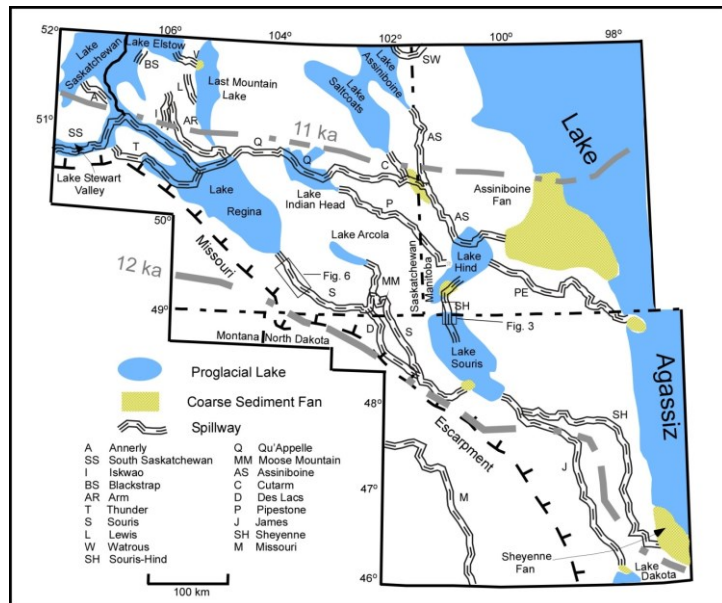 52° 106° 104° 102° 100° 98°
Lake Saskatchewan
Lake Elstow
BS
V
Last Mountain Lake
L
A
I
AR
51°
SS
T
Q
11 ka
Q
Lake Stewart Valley
Lake Regina
Lake Indian Head
Lake Saltcoats
Lake Assiniboine
SW
AS
C
P
AS
Assiniboine Fan
Lake
Agassiz
50°
Missouri
Escarpment
Lake Arcola
Saskatchewan
Manitoba
Lake Hind
PE
12 ka
Fig. 6
S
MM
SH
Fig. 3
49°
Montana
North Dakota
D
S
Lake Souris
48°
SH
J
47°
M
46°
Sheyenne Fan
Lake Dakota
Proglacial Lake
Coarse Sediment Fan
Spillway
A Annerly
SS South Saskatchewan
I Iskwao
BS Blackstrap
AR Arm
T Thunder
S Souris
L Lewis
W Watrous
SH Souris-Hind
Q Qu'Appelle
MM Moose Mountain
AS Assiniboine
C Cutarm
D Des Lacs
P Pipestone
J James
SH Sheyenne
M Missouri
100 km